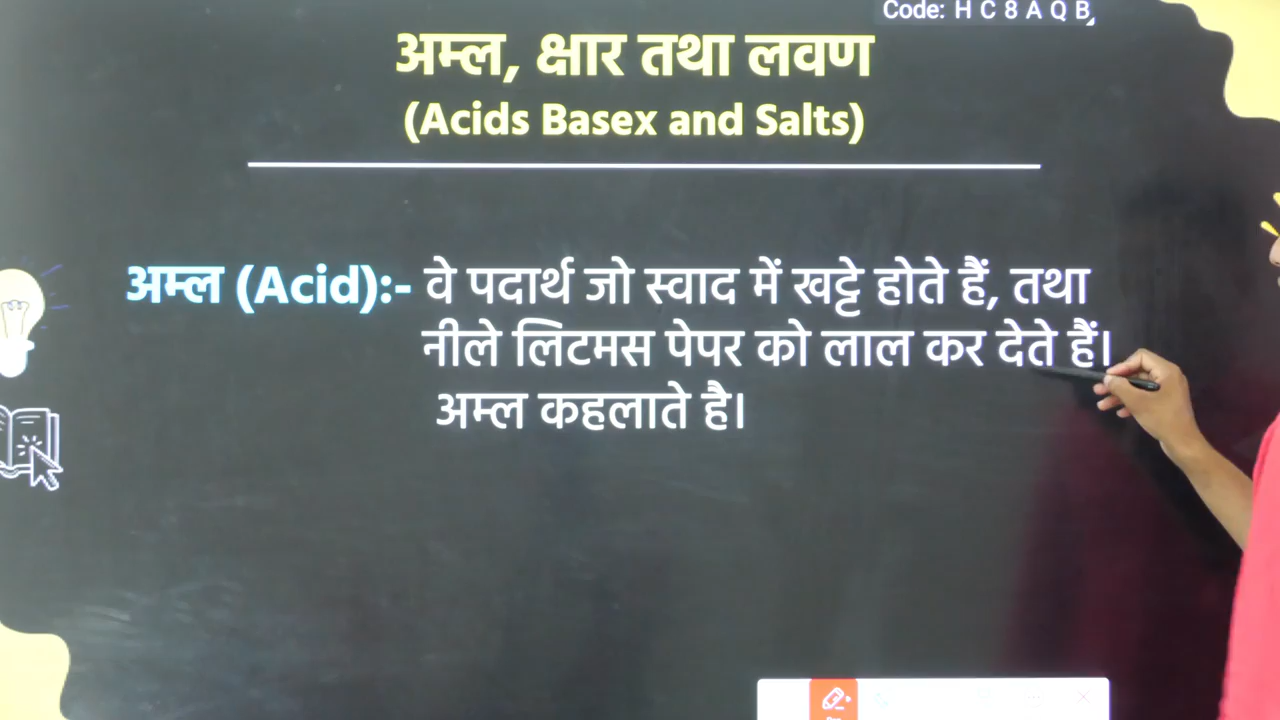 Code: H C 8 A Q B
अम्ल, क्षार तथा लवण
(Acids Basex and Salts)
अम्ल (Acid):- वे पदार्थ जो स्वाद में खट्टे होते हैं, तथा
नीले लिटमस पेपर को लाल कर देते हैं।
अम्ल कहलाते है।